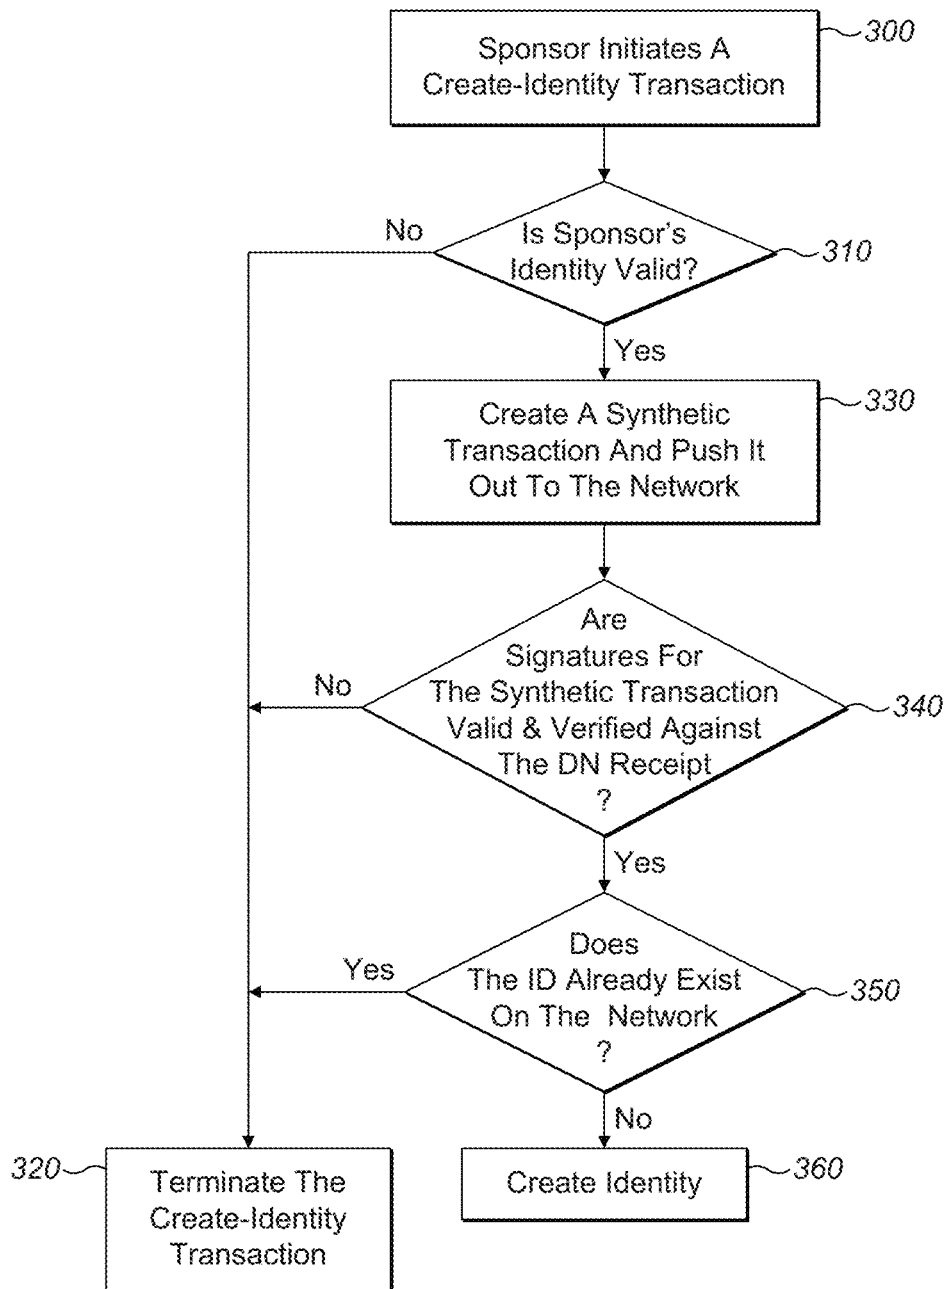 Sponsor Initiates A
Create-Identity Transaction
300
No
Is Sponsor's
Identity Valid?
310
Yes
Create A Synthetic
Transaction And Push It
Out To The Network
330
Are
Signatures For
The Synthetic Transaction
Valid & Verified Against
The DN Receipt
?
No
340
Yes
Does
The ID Already Exist
On The Network
?
Yes
350
No
320
Terminate The
Create-Identity
Transaction
Create Identity
360